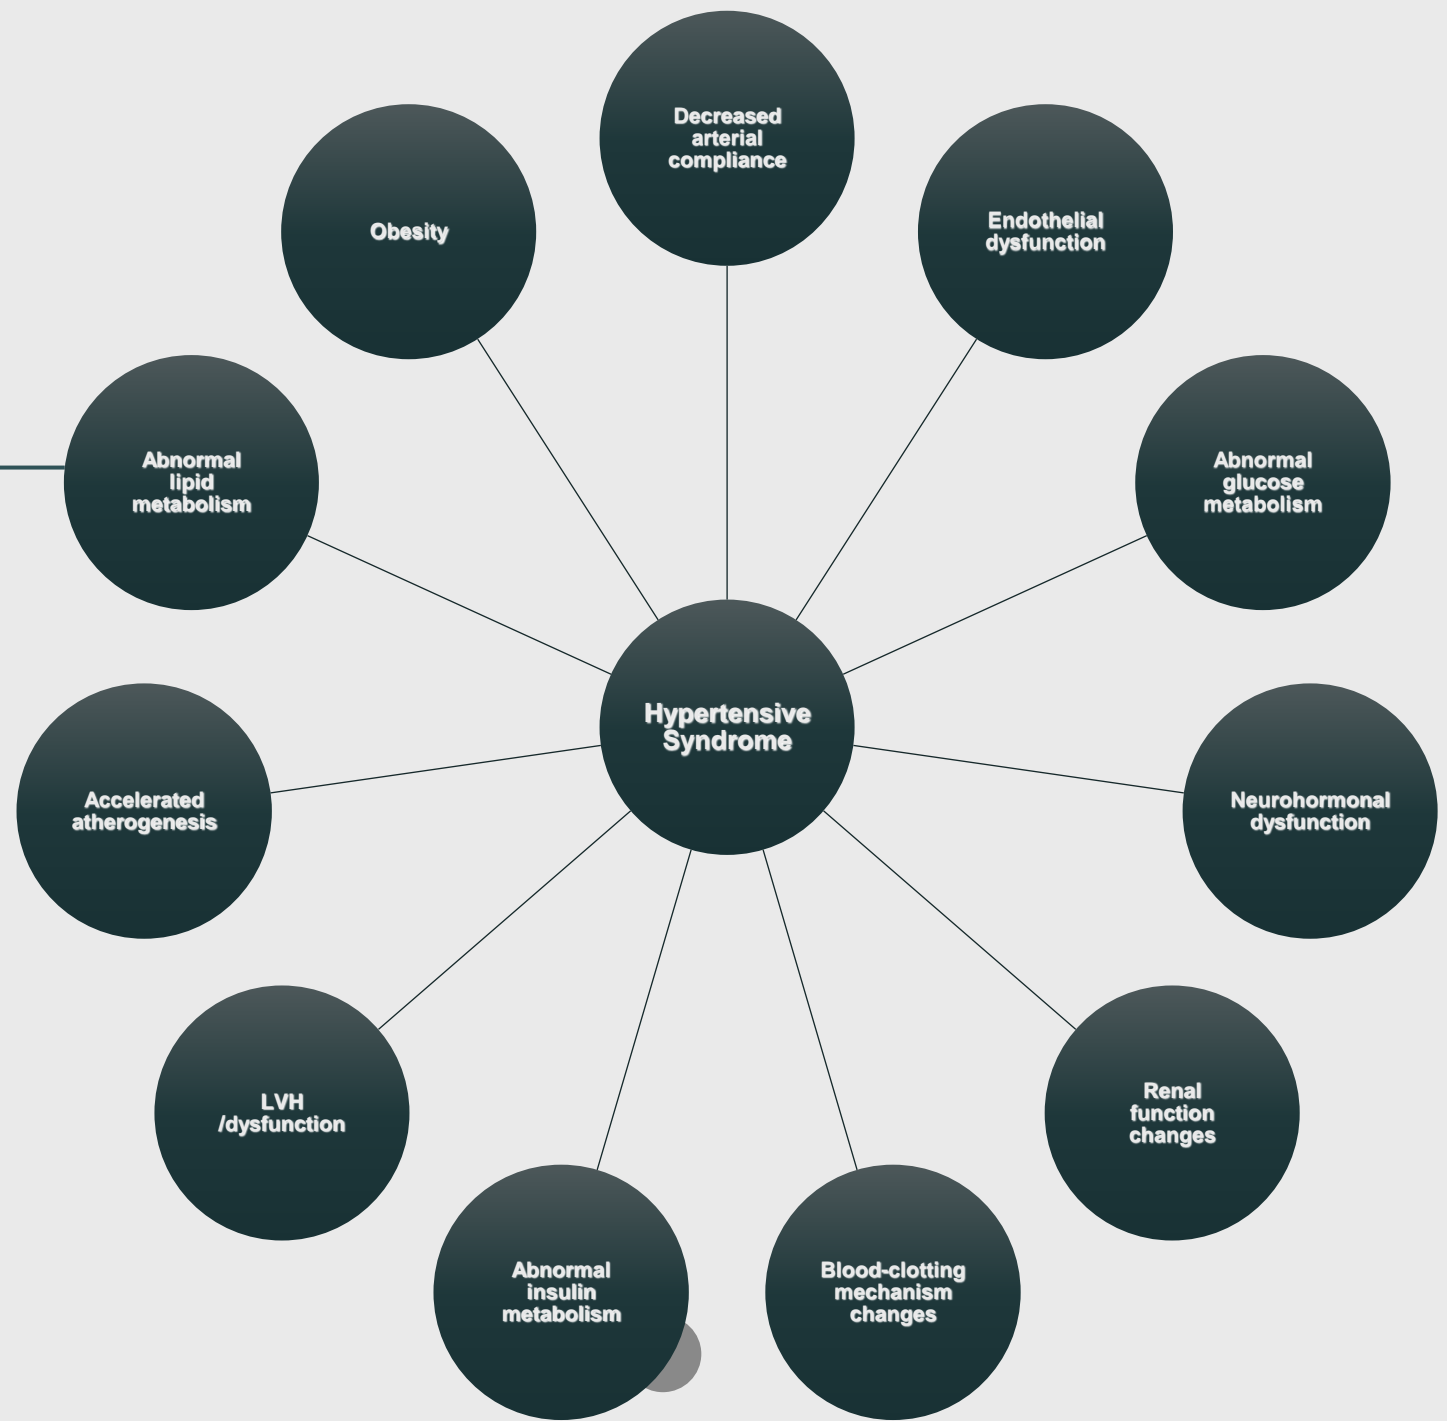 Decreased
arterial
compliance
Obesity
Endothelial
dysfunction
Abnormal
lipid
metabolism
Abnormal
glucose
metabolism
Hypertensive
Syndrome
Accelerated
atherogenesis
Neurohormonal
dysfunction
LVH
/dysfunction
Renal
function
changes
Abnormal
insulin
metabolism
Blood-clotting
mechanism
changes